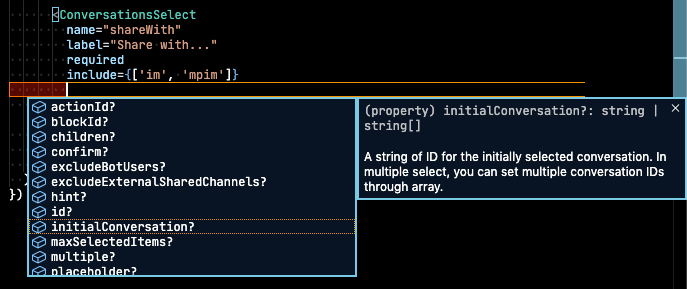 <ConversationsSelect
name="shareWith"
label="Share with..."
required
include={['im', 'mpim']}
actionId?
blockId?
children?
confirm?
excludeBotUsers?
excludeExternalSharedChannels?
hint?
id?
initialConversation?
maxSelectedItems?
multiple?
placeholder?
(property) initialConversation?: string |
string[]
A string of ID for the initially selected conversation. In
multiple select, you can set multiple conversation IDs
through array.
)
})